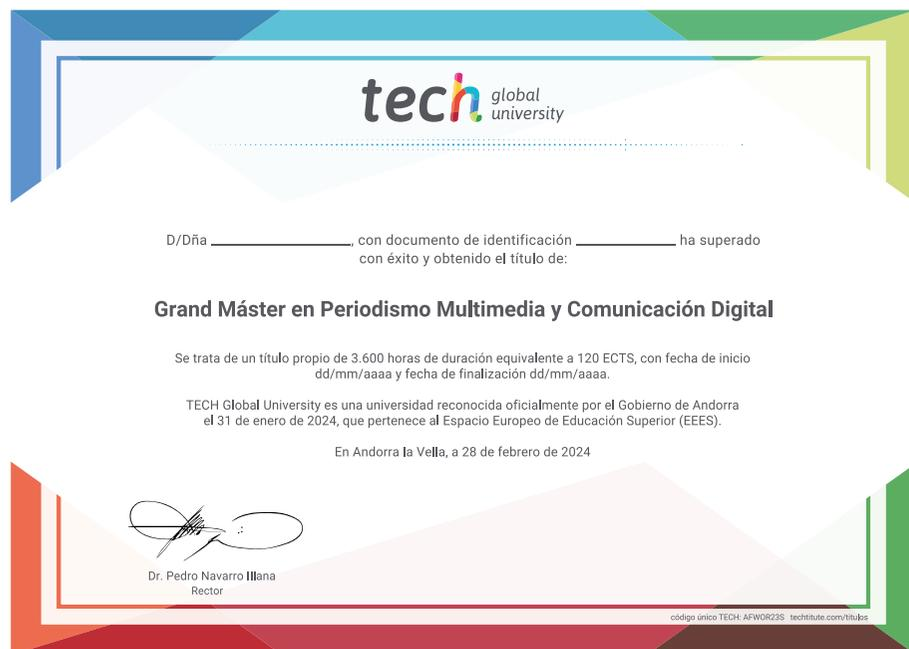 tech global
university
D/Dña ______________, con documento de identificación __________ ha superado
con éxito y obtenido el título de:
Grand Máster en Periodismo Multimedia y Comunicación Digital
Se trata de un título propio de 3.600 horas de duración equivalente a 120 ECTS, con fecha de inicio
dd/mm/aaaa y fecha de finalización dd/mm/aaaa.
TECH Global University es una universidad reconocida oficialmente por el Gobierno de Andorra
el 31 de enero de 2024, que pertenece al Espacio Europeo de Educación Superior (EEES).
En Andorra la Vella, a 28 de febrero de 2024
Dr. Pedro Navarro Illana
Rector
código único TECH: AFWOR23S techtitute.com/titulos